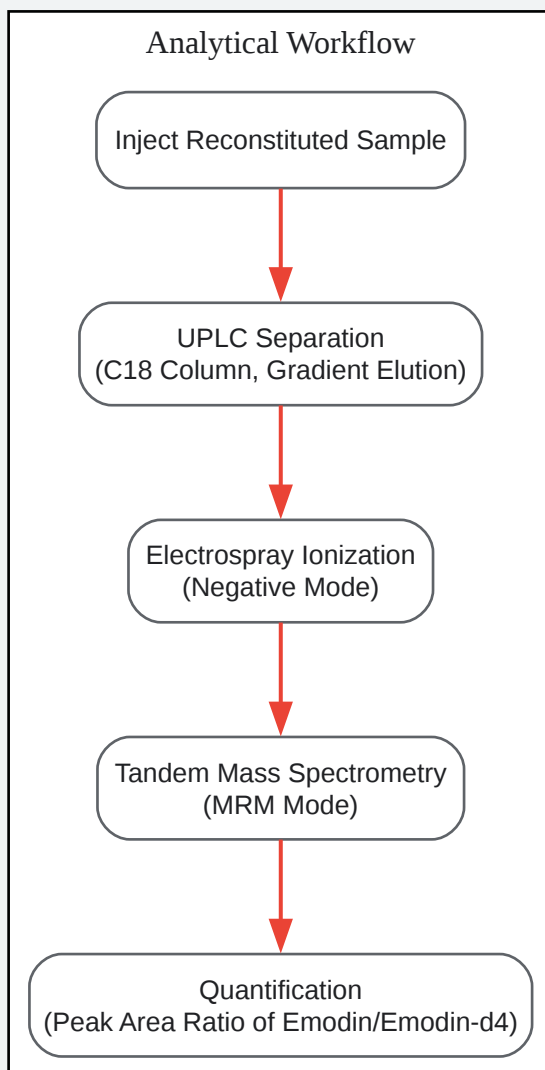 Analytical Workflow
Inject Reconstituted Sample
UPLC Separation
(C18 Column, Gradient Elution)
Electrospray Ionization
(Negative Mode)
Tandem Mass Spectrometry
(MRM Mode)
Quantification
(Peak Area Ratio of Emodin/Emodin-d4)